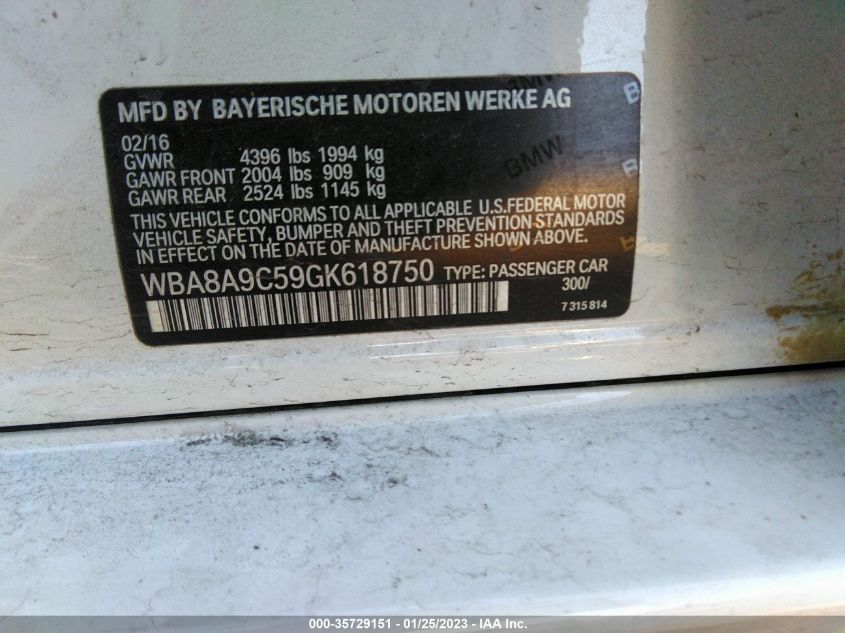 MFD BY BAYERISCHE MOTOREN WERKE AG
02/16
GVWR 4396 lbs 1994 kg
GAWR FRONT 2004 lbs 909 kg
GAWR REAR 2524 lbs 1145 kg
THIS VEHICLE CONFORMS TO ALL APPLICABLE U.S.FEDERAL MOTOR
VEHICLE SAFETY, BUMPER AND THEFT PREVENTION STANDARDS
IN EFFECT ON THE DATE OF MANUFACTURE SHOWN ABOVE.
WBA8A9C59GK618750 TYPE: PASSENGER CAR
300/
7 315 814
BMW
000-35729151 - 01/25/2023 - IAA Inc.